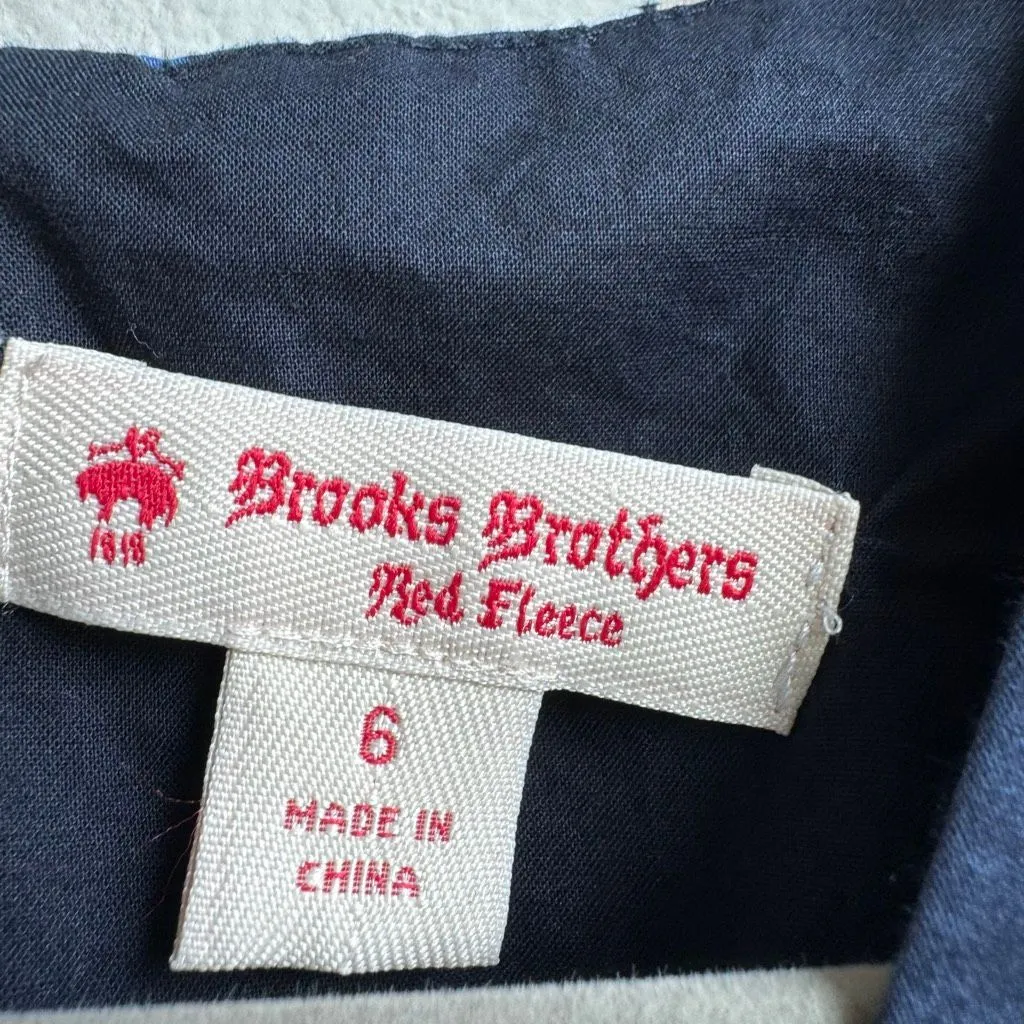 Brooks Brothers
1818
Red Fleece
6
MADE IN
CHINA